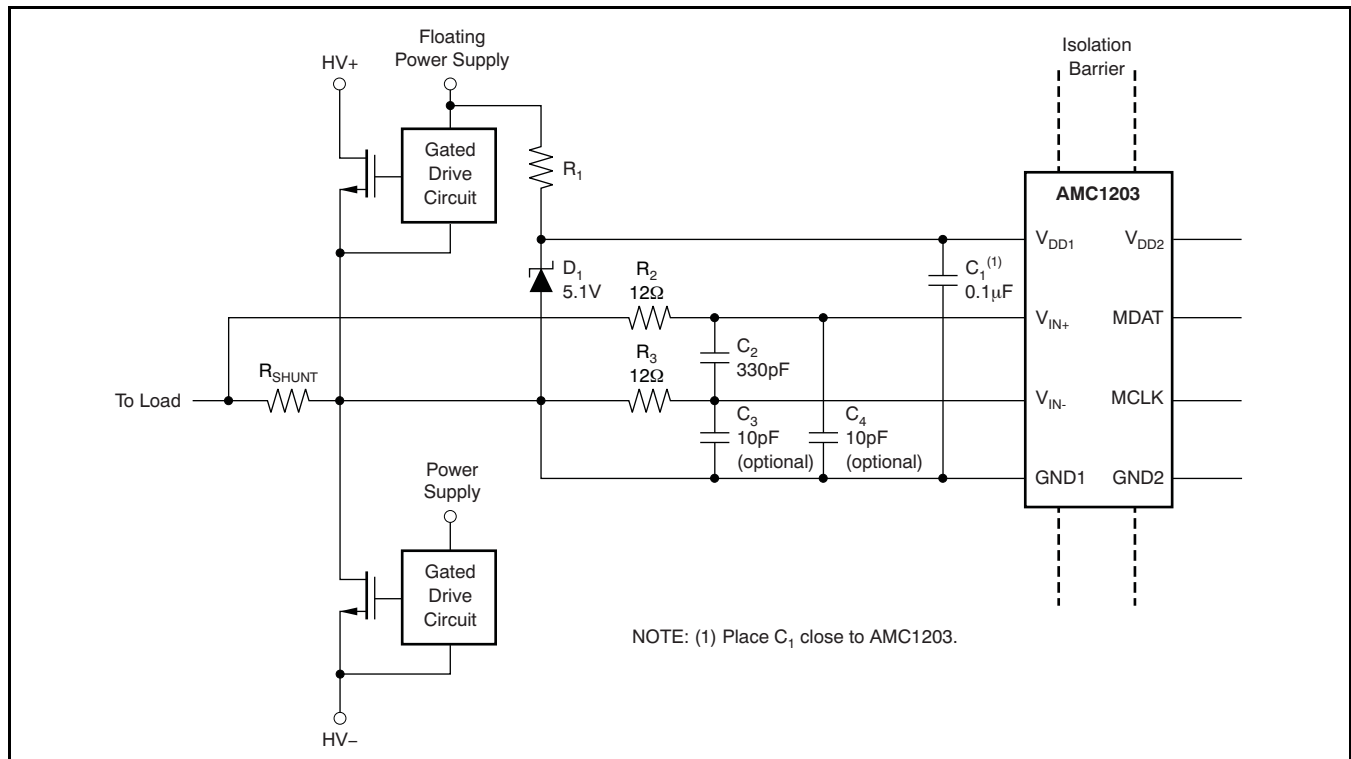 Floating
Power Supply
HV+
Isolation
Barrier
Gated
Drive
Circuit
R1
AMC1203
VDD1
VDD2
D1
5.1V
R2
12Ω
C1(1)
0.1μF
VIN+
MDAT
C2
330pF
R3
12Ω
RSHUNT
To Load
VIN-
MCLK
C3
10pF
(optional)
C4
10pF
(optional)
GND1
GND2
Power
Supply
Gated
Drive
Circuit
NOTE: (1) Place C1 close to AMC1203.
HV−